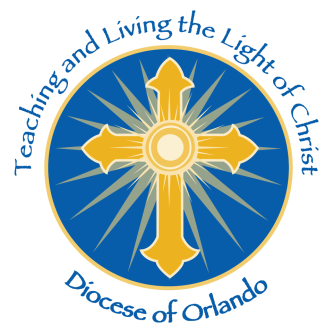 Teaching and Living the Light of Christ
Diocese of Orlando